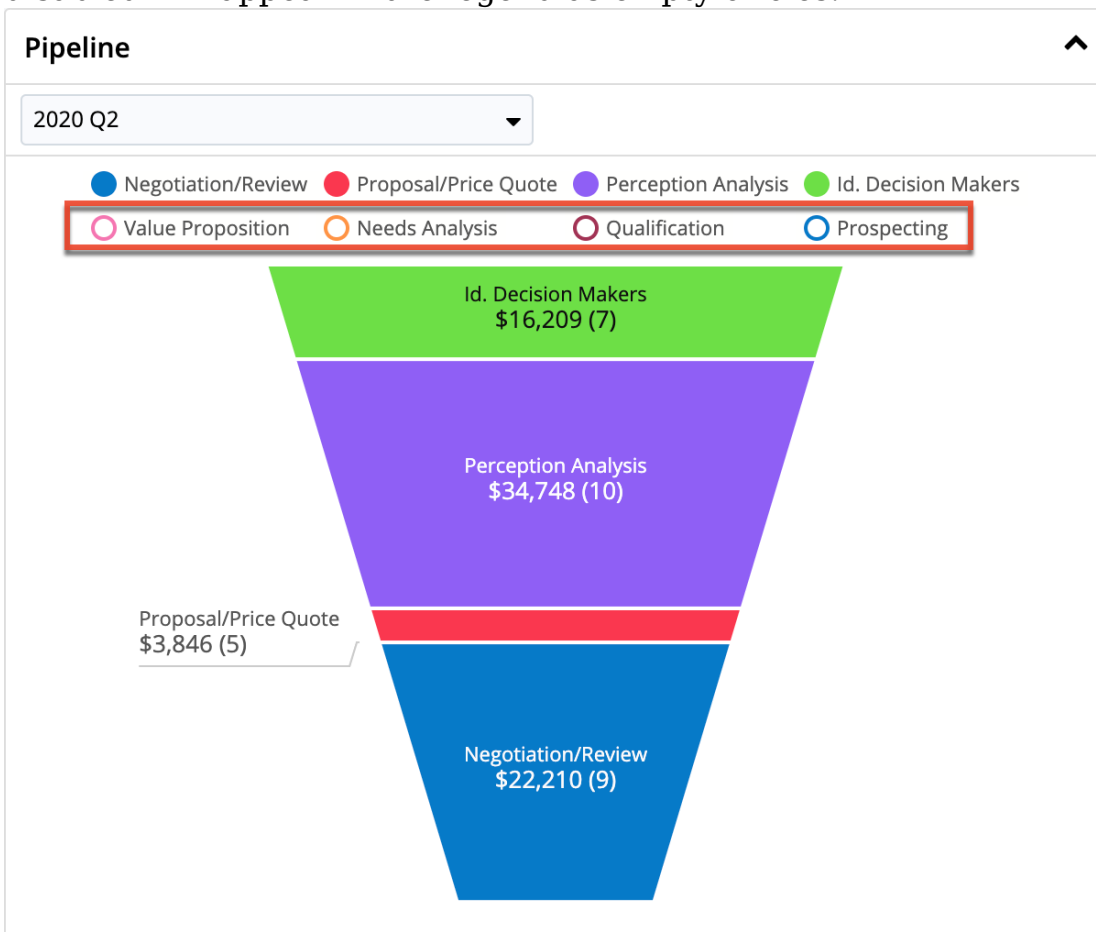 Pipeline
2020 Q2
Negotiation/Review Proposal/Price Quote Perception Analysis Id. Decision Makers
Value Proposition Needs Analysis Qualification Prospecting
Id. Decision Makers
$16,209 (7)
Perception Analysis
$34,748 (10)
Proposal/Price Quote
$3,846 (5)
Negotiation/Review
$22,210 (9)